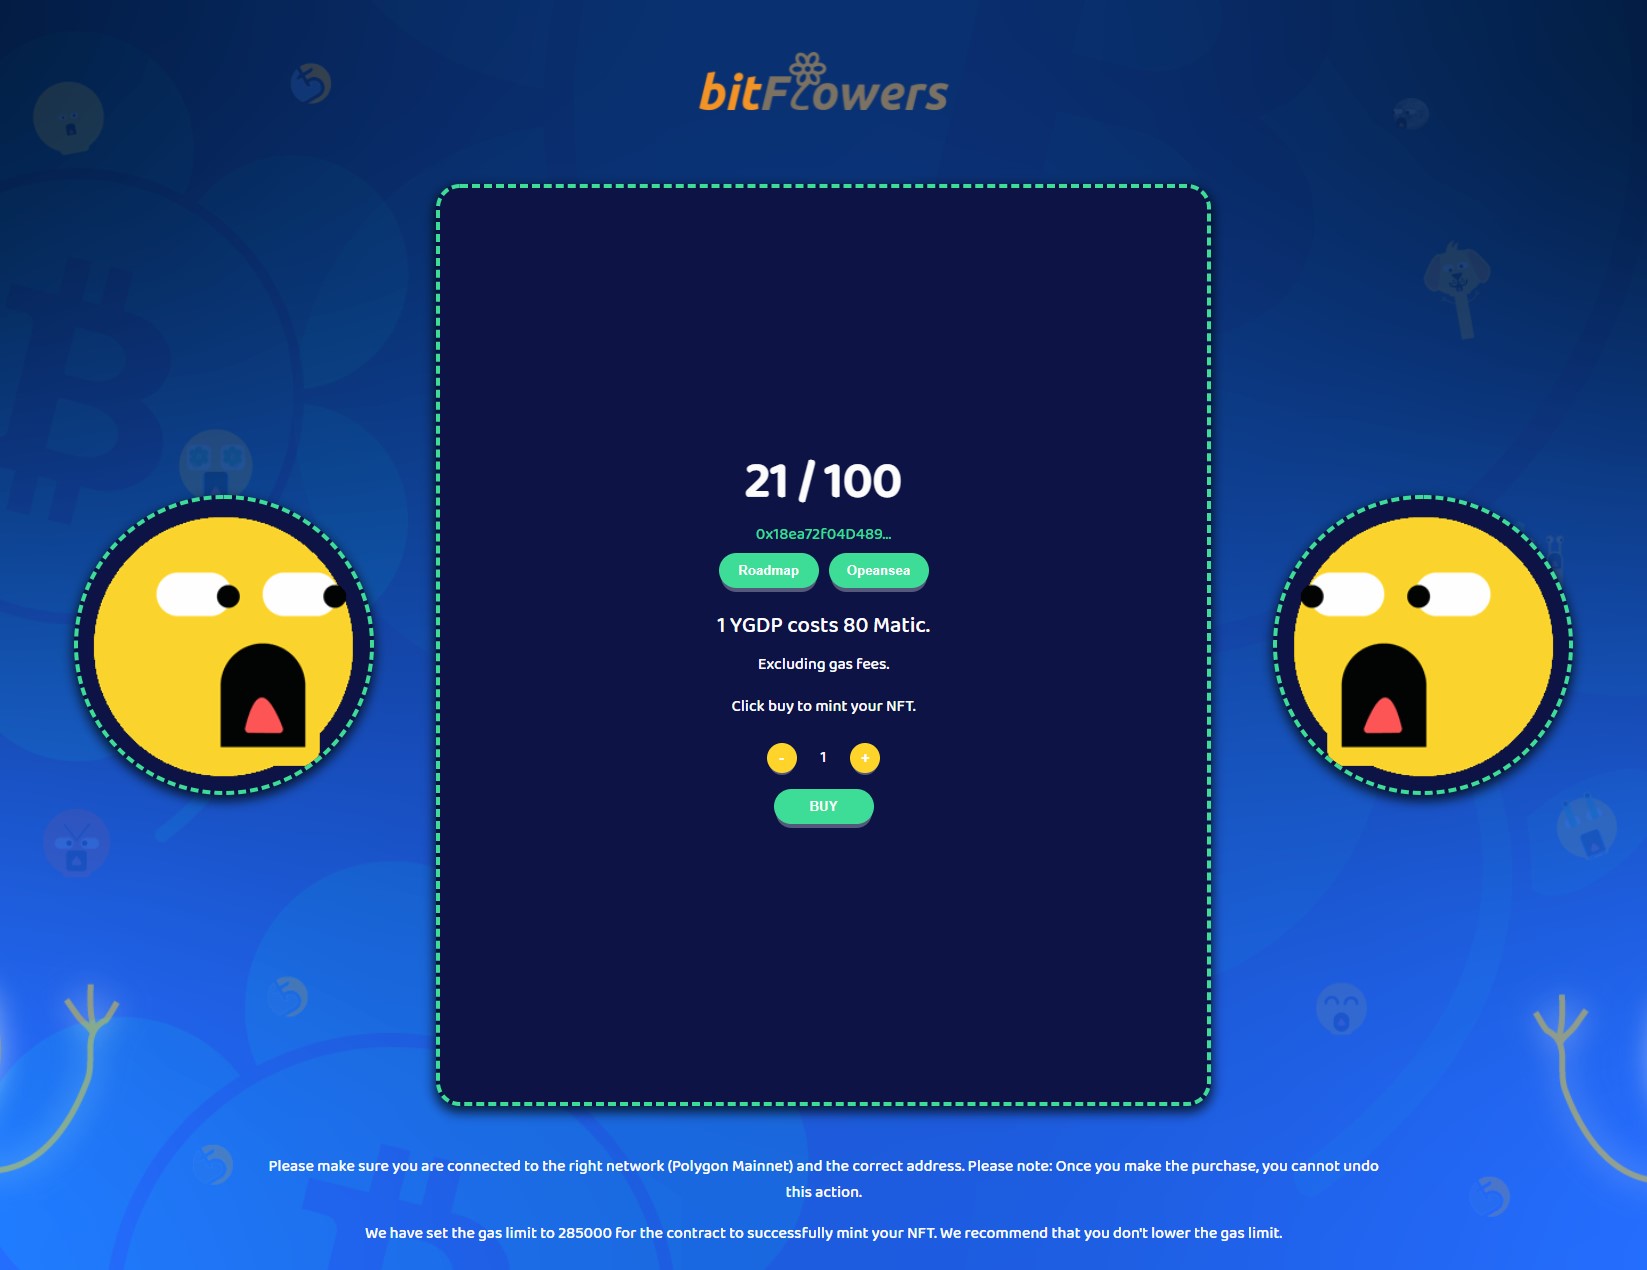 bitFlowers
21 / 100
0x18ea72f04D489...
Roadmap
Opeansea
1 YGDP costs 80 Matic.
Excluding gas fees.
Click buy to mint your NFT.
- 1 +
BUY
Please make sure you are connected to the right network (Polygon Mainnet) and the correct address. Please note: Once you make the purchase, you cannot undo
this action.
We have set the gas limit to 285000 for the contract to successfully mint your NFT. We recommend that you don't lower the gas limit.